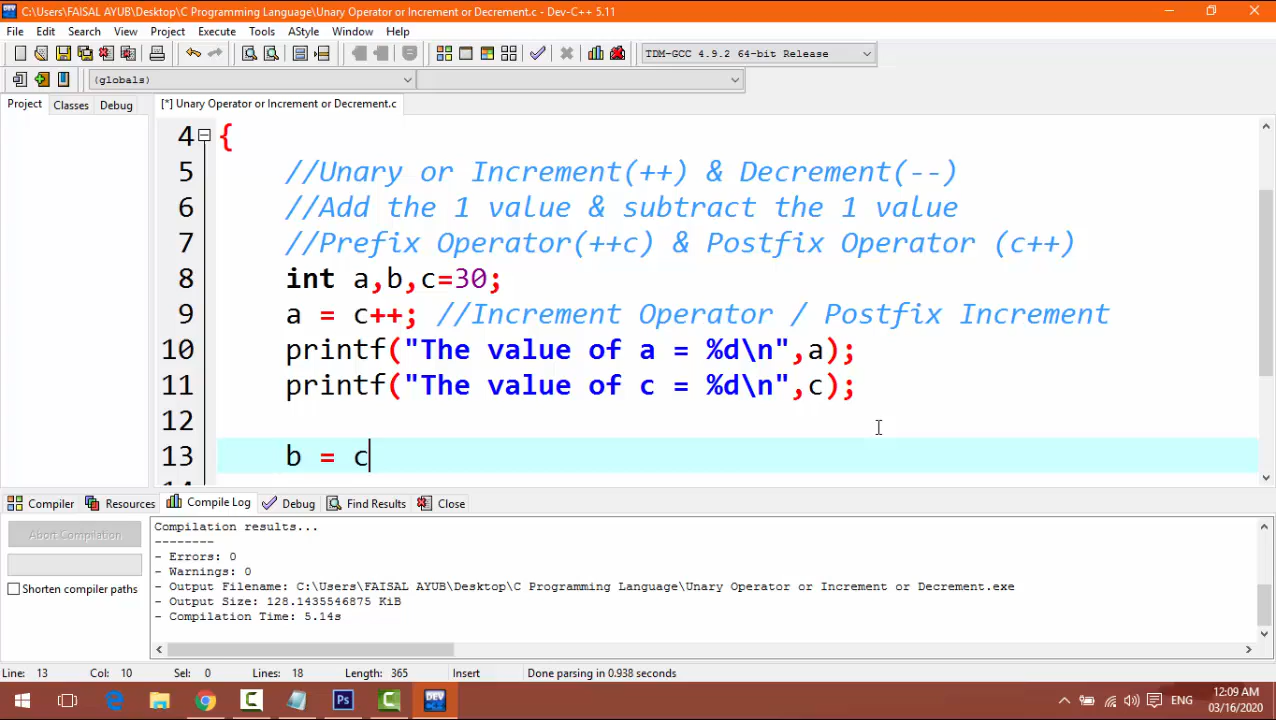 C:\Users\FAISAL AYUB\Desktop\C Programming Language\Unary Operator or Increment or Decrement.c - Dev-C++ 5.11
File Edit Search View Project Execute Tools AStyle Window Help
TDM-GCC 4.9.2 64-bit Release
(globals)
Project Classes Debug [*] Unary Operator or Increment or Decrement.c
4 {
5 //Unary or Increment(++) & Decrement(--)
6 //Add the 1 value & subtract the 1 value
7 //Prefix Operator(++c) & Postfix Operator (c++)
8 int a,b,c=30;
9 a = c++; //Increment Operator / Postfix Increment
10 printf("The value of a = %d\n",a);
11 printf("The value of c = %d\n",c);
12
13 b = c
Compiler Resources Compile Log Debug Find Results Close
Abort Compilation
Shorten compiler paths
Compilation results...
--------
- Errors: 0
- Warnings: 0
- Output Filename: C:\Users\FAISAL AYUB\Desktop\C Programming Language\Unary Operator or Increment or Decrement.exe
- Output Size: 128.1435546875 KiB
- Compilation Time: 5.14s
Line: 13 Col: 10 Sel: 0 Lines: 18 Length: 365 Insert Done parsing in 0.938 seconds
Ps DEV ENG 12:09 AM
03/16/2020